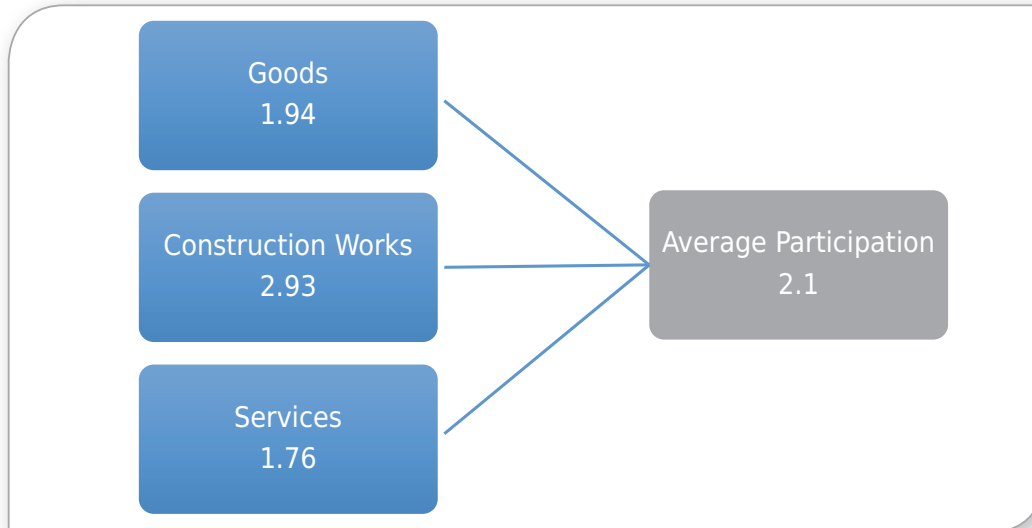 Goods
1.94
Construction Works
2.93
Services
1.76
Average Participation
2.1